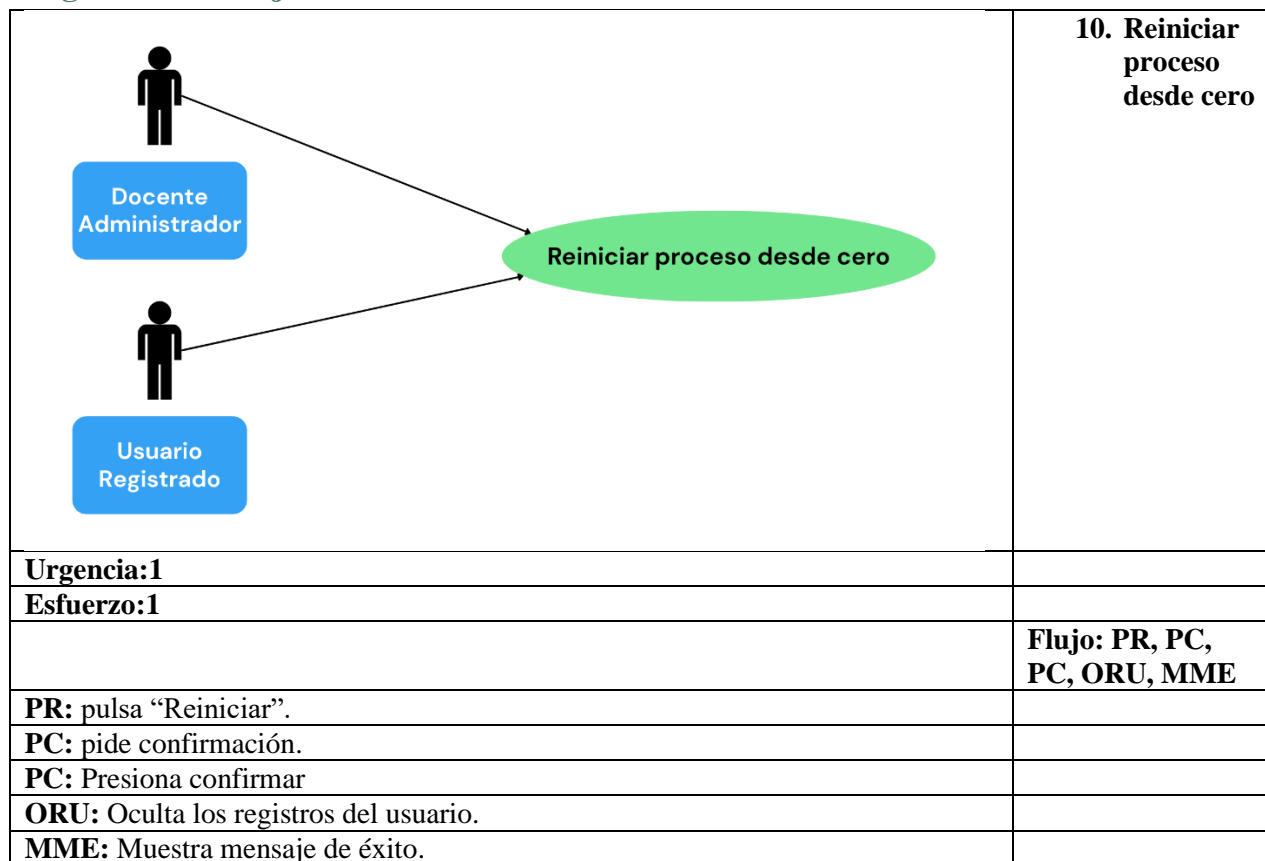 10. Reiniciar
proceso
desde cero
Docente
Administrador
Reiniciar proceso desde cero
Usuario
Registrado
Urgencia:1
Esfuerzo:1
Flujo: PR, PC,
PC, ORU, MME
PR: pulsa “Reiniciar”.
PC: pide confirmación.
PC: Presiona confirmar
ORU: Oculta los registros del usuario.
MME: Muestra mensaje de éxito.